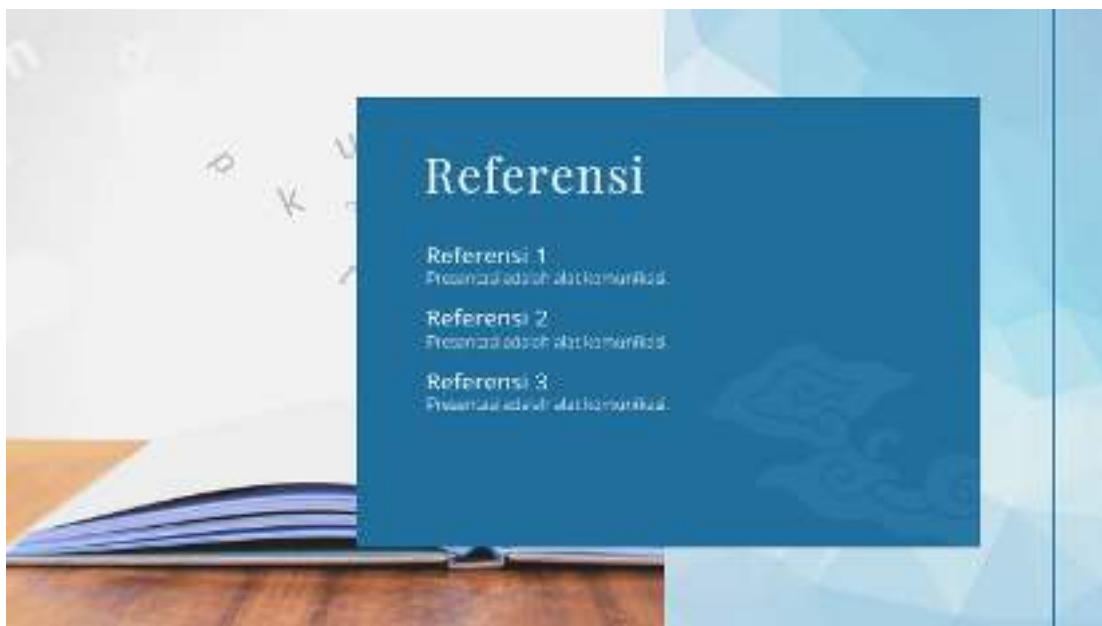 Referensi
Referensi 1
Presentasi adalah alat komunikasi.
Referensi 2
Presentasi adalah alat komunikasi.
Referensi 3
Presentasi adalah alat komunikasi.